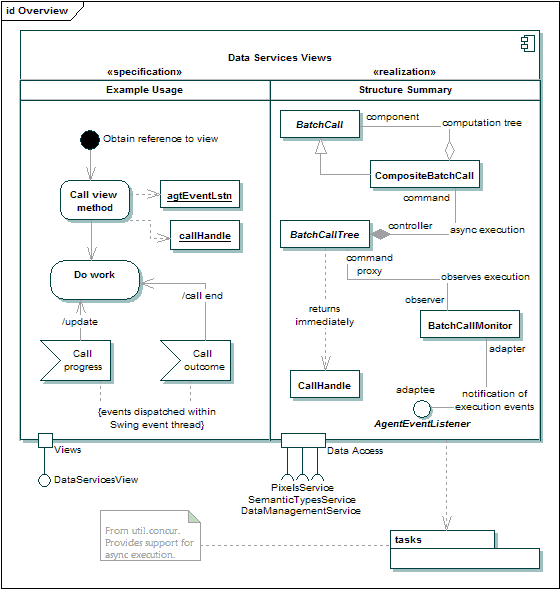 id Overview
Data Services Views
«specification»
«realization»
Example Usage
Structure Summary
Obtain reference to view
Call view
method
agtEventLstn
callHandle
Do work
/call end
/update
Call
progress
Call
outcome
{events dispatched within
Swing event thread}
BatchCall
component
computation tree
CompositeBatchCall
command
controller
async execution
BatchCallTree
command
proxy
observes execution
observer
returns
immediately
BatchCallMonitor
adapter
CallHandle
adaptee
notification of
execution events
AgentEventListener
Views
DataServicesView
Data Access
PixelsService
SemanticTypesService
DataManagementService
From util.concur.
Provides support for
async execution.
tasks